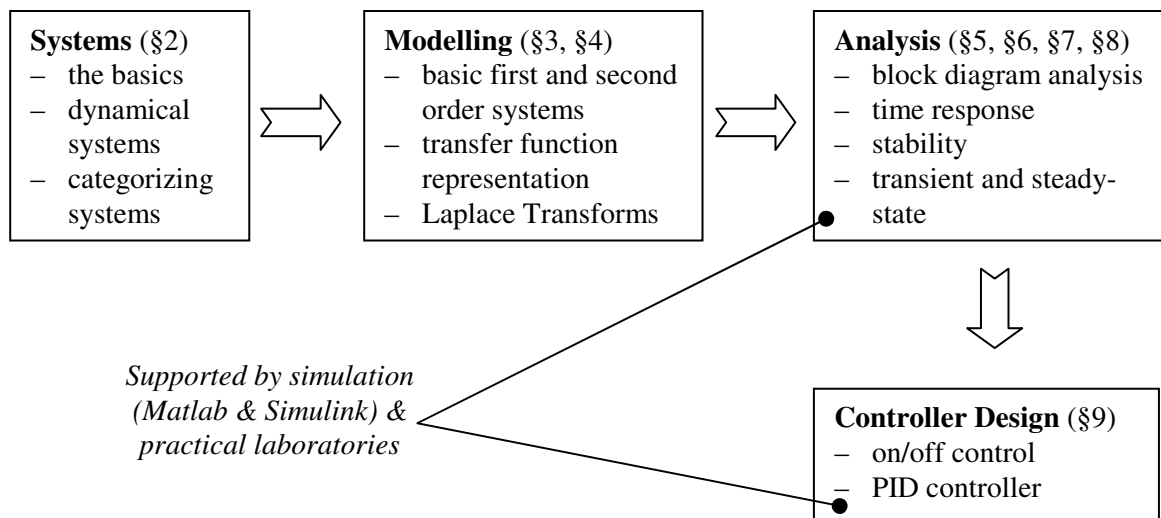 Systems (§2)
– the basics
– dynamical
systems
– categorizing
systems
Modelling (§3, §4)
– basic first and second
order systems
– transfer function
representation
– Laplace Transforms
Analysis (§5, §6, §7, §8)
– block diagram analysis
– time response
– stability
– transient and steady-
state
Supported by simulation
(Matlab & Simulink) &
practical laboratories
Controller Design (§9)
– on/off control
– PID controller